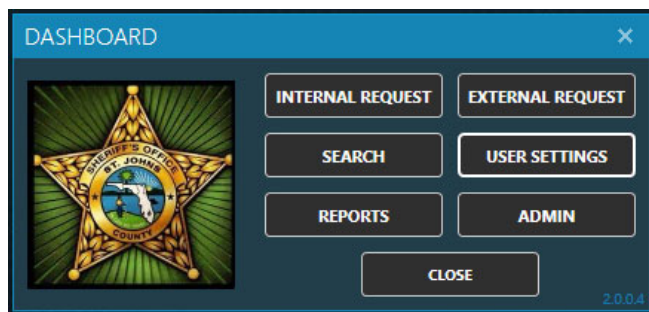 DASHBOARD
SHERIFF'S OFFICE
ST. JOHNS
COUNTY
INTERNAL REQUEST
EXTERNAL REQUEST
SEARCH
USER SETTINGS
REPORTS
ADMIN
CLOSE
2.0.0.4